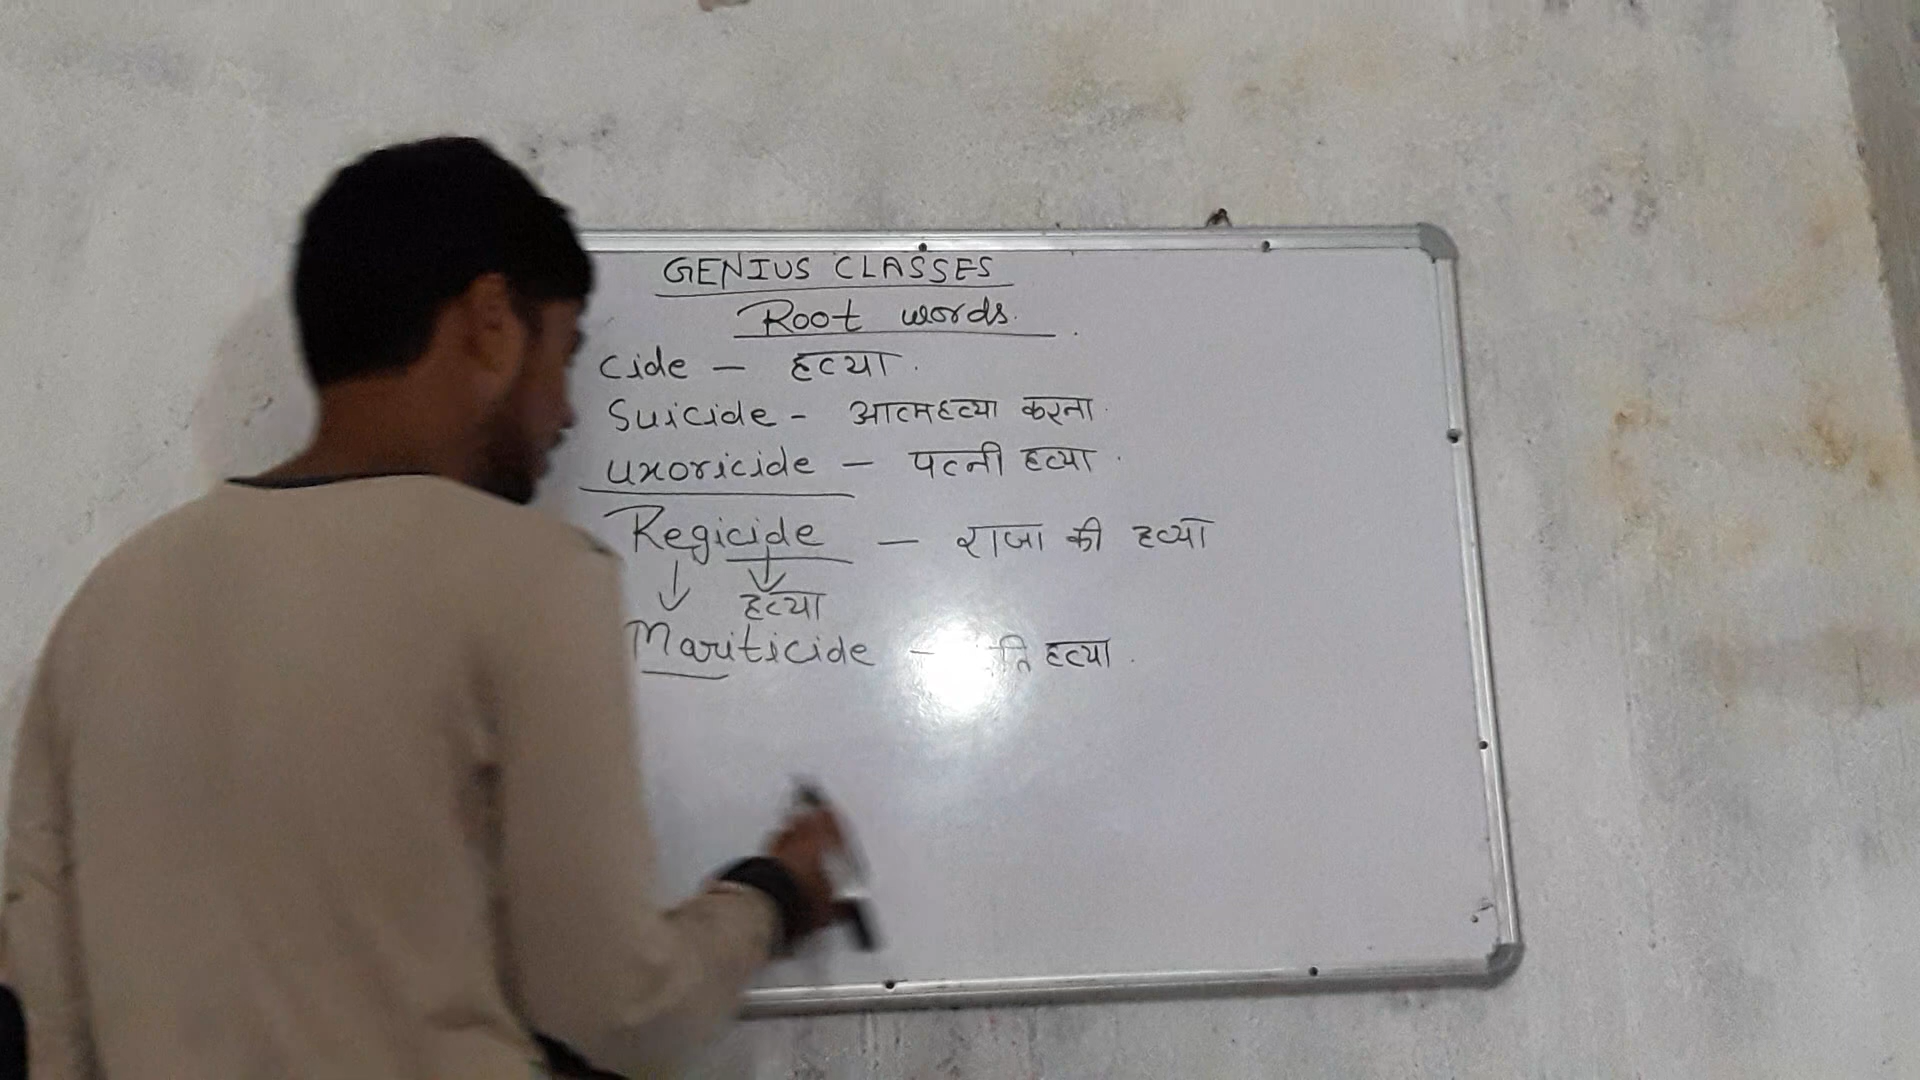 GENIUS CLASSES
Root words.
Cide - हत्या.
Suicide - आत्महत्या करना.
uxoricide - पत्नी हत्या.
Regicide - राजा की हत्या
हत्या
Mariticide - हत्या.